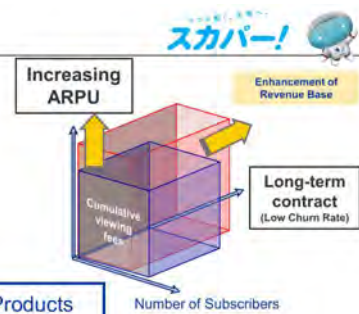 スカパー!
Increasing
ARPU
Enhancement of
Revenue Base
Cumulative
viewing
fees
Long-term
contract
(Low Churn Rate)
Products
Number of Subscribers